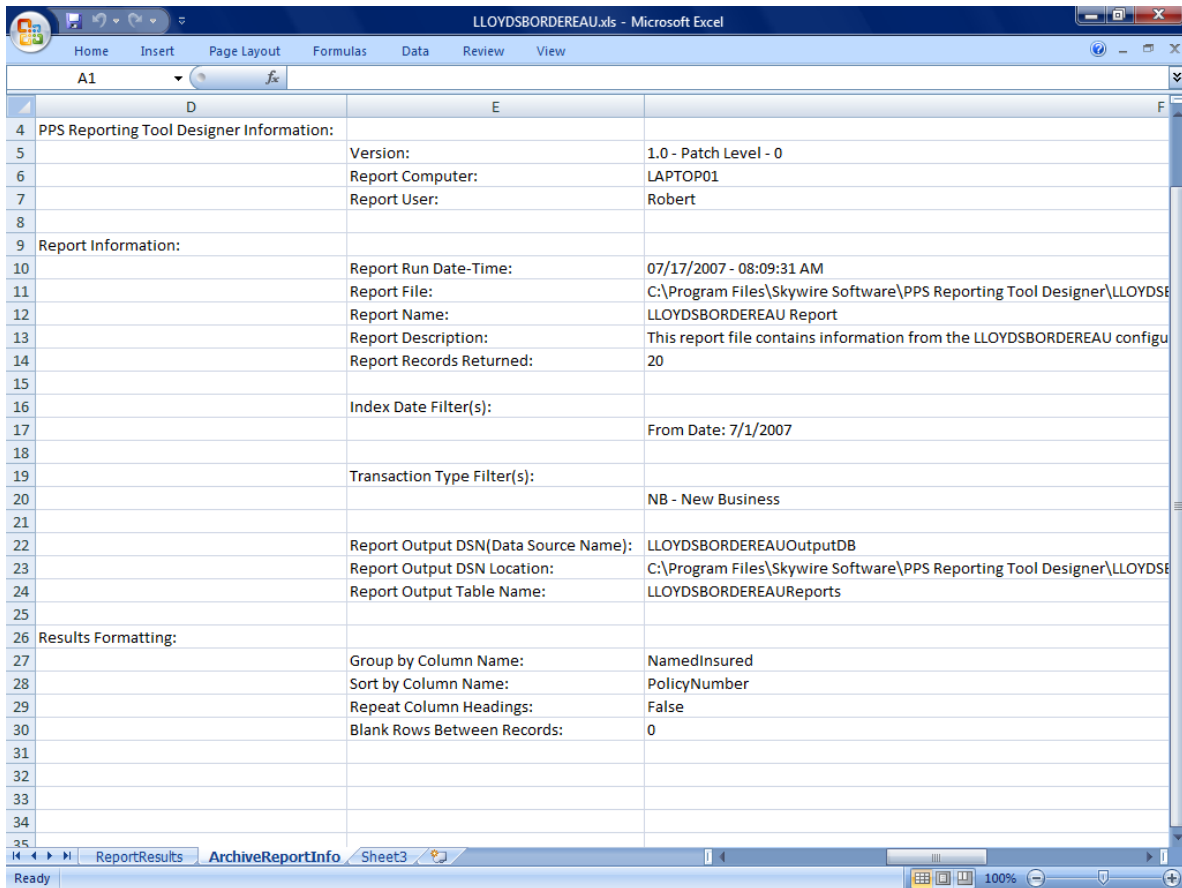 LLOYDSBORDEREAU.xls - Microsoft Excel
Home Insert Page Layout Formulas Data Review View
A1 fx
D E F
4 PPS Reporting Tool Designer Information:
5 Version: 1.0 - Patch Level - 0
6 Report Computer: LAPTOP01
7 Report User: Robert
8
9 Report Information:
10 Report Run Date-Time: 07/17/2007 - 08:09:31 AM
11 Report File: C:\Program Files\Skywire Software\PPS Reporting Tool Designer\LLOYDSE
12 Report Name: LLOYDSBORDEREAU Report
13 Report Description: This report file contains information from the LLOYDSBORDEREAU configu
14 Report Records Returned: 20
15
16 Index Date Filter(s):
17 From Date: 7/1/2007
18
19 Transaction Type Filter(s):
20 NB - New Business
21
22 Report Output DSN(Data Source Name): LLOYDSBORDEREAUOutputDB
23 Report Output DSN Location: C:\Program Files\Skywire Software\PPS Reporting Tool Designer\LLOYDSE
24 Report Output Table Name: LLOYDSBORDEREAUReports
25
26 Results Formatting:
27 Group by Column Name: NamedInsured
28 Sort by Column Name: PolicyNumber
29 Repeat Column Headings: False
30 Blank Rows Between Records: 0
31
32
33
34
35
ReportResults ArchiveReportInfo Sheet3
Ready 100%